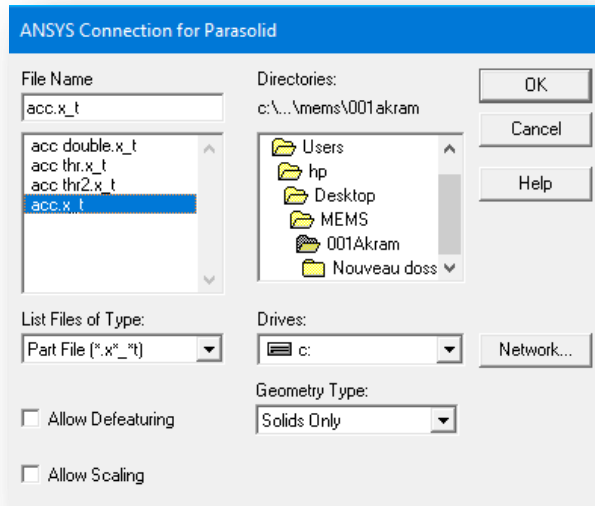 ANSYS Connection for Parasolid
File Name
acc.x_t
acc double.x_t
acc thr.x_t
acc thr2.x_t
acc.x_t
Directories:
c:\...\mems\001akram
Users
hp
Desktop
MEMS
001Akram
Nouveau doss
OK
Cancel
Help
List Files of Type:
Part File (*.x*_*t)
Drives:
c:
Network...
Geometry Type:
Solids Only
Allow Defeaturing
Allow Scaling